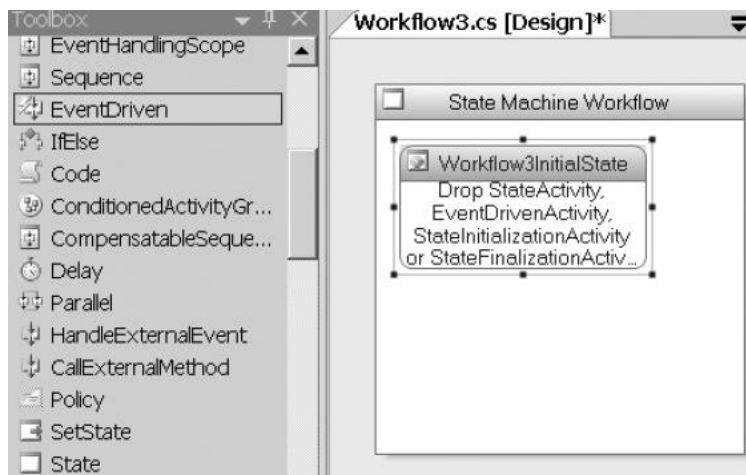 Toolbox
EventHandlingScope
Sequence
EventDriven
IfElse
Code
ConditionedActivityGr...
CompensatableSeque...
Delay
Parallel
HandleExternalEvent
CallExternalMethod
Policy
SetState
State
Workflow3.cs [Design]*
State Machine Workflow
Workflow3InitialState
Drop StateActivity,
EventDrivenActivity,
StateInitializationActivity
or StateFinalizationActiv...